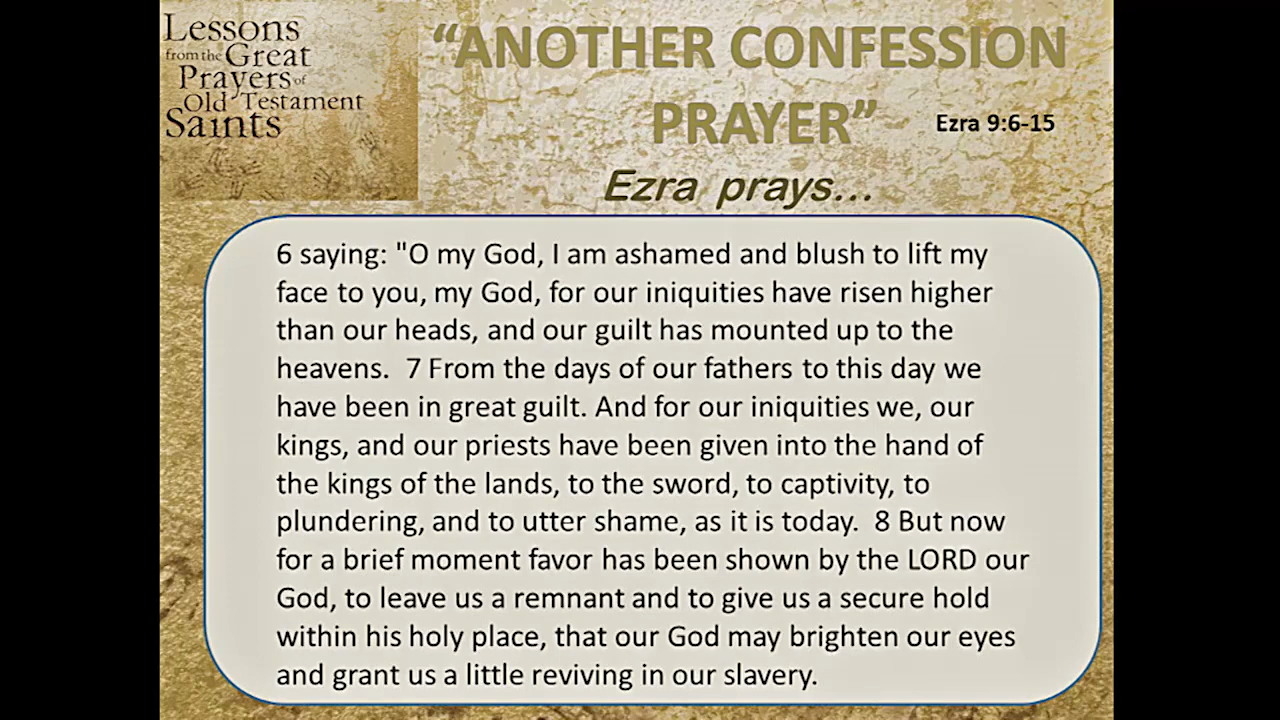 Lessons
from the Great
Prayers of
Old Testament
Saints
“ANOTHER CONFESSION
PRAYER”
Ezra 9:6-15
Ezra prays...
6 saying: "O my God, I am ashamed and blush to lift my
face to you, my God, for our iniquities have risen higher
than our heads, and our guilt has mounted up to the
heavens. 7 From the days of our fathers to this day we
have been in great guilt. And for our iniquities we, our
kings, and our priests have been given into the hand of
the kings of the lands, to the sword, to captivity, to
plundering, and to utter shame, as it is today. 8 But now
for a brief moment favor has been shown by the LORD our
God, to leave us a remnant and to give us a secure hold
within his holy place, that our God may brighten our eyes
and grant us a little reviving in our slavery.